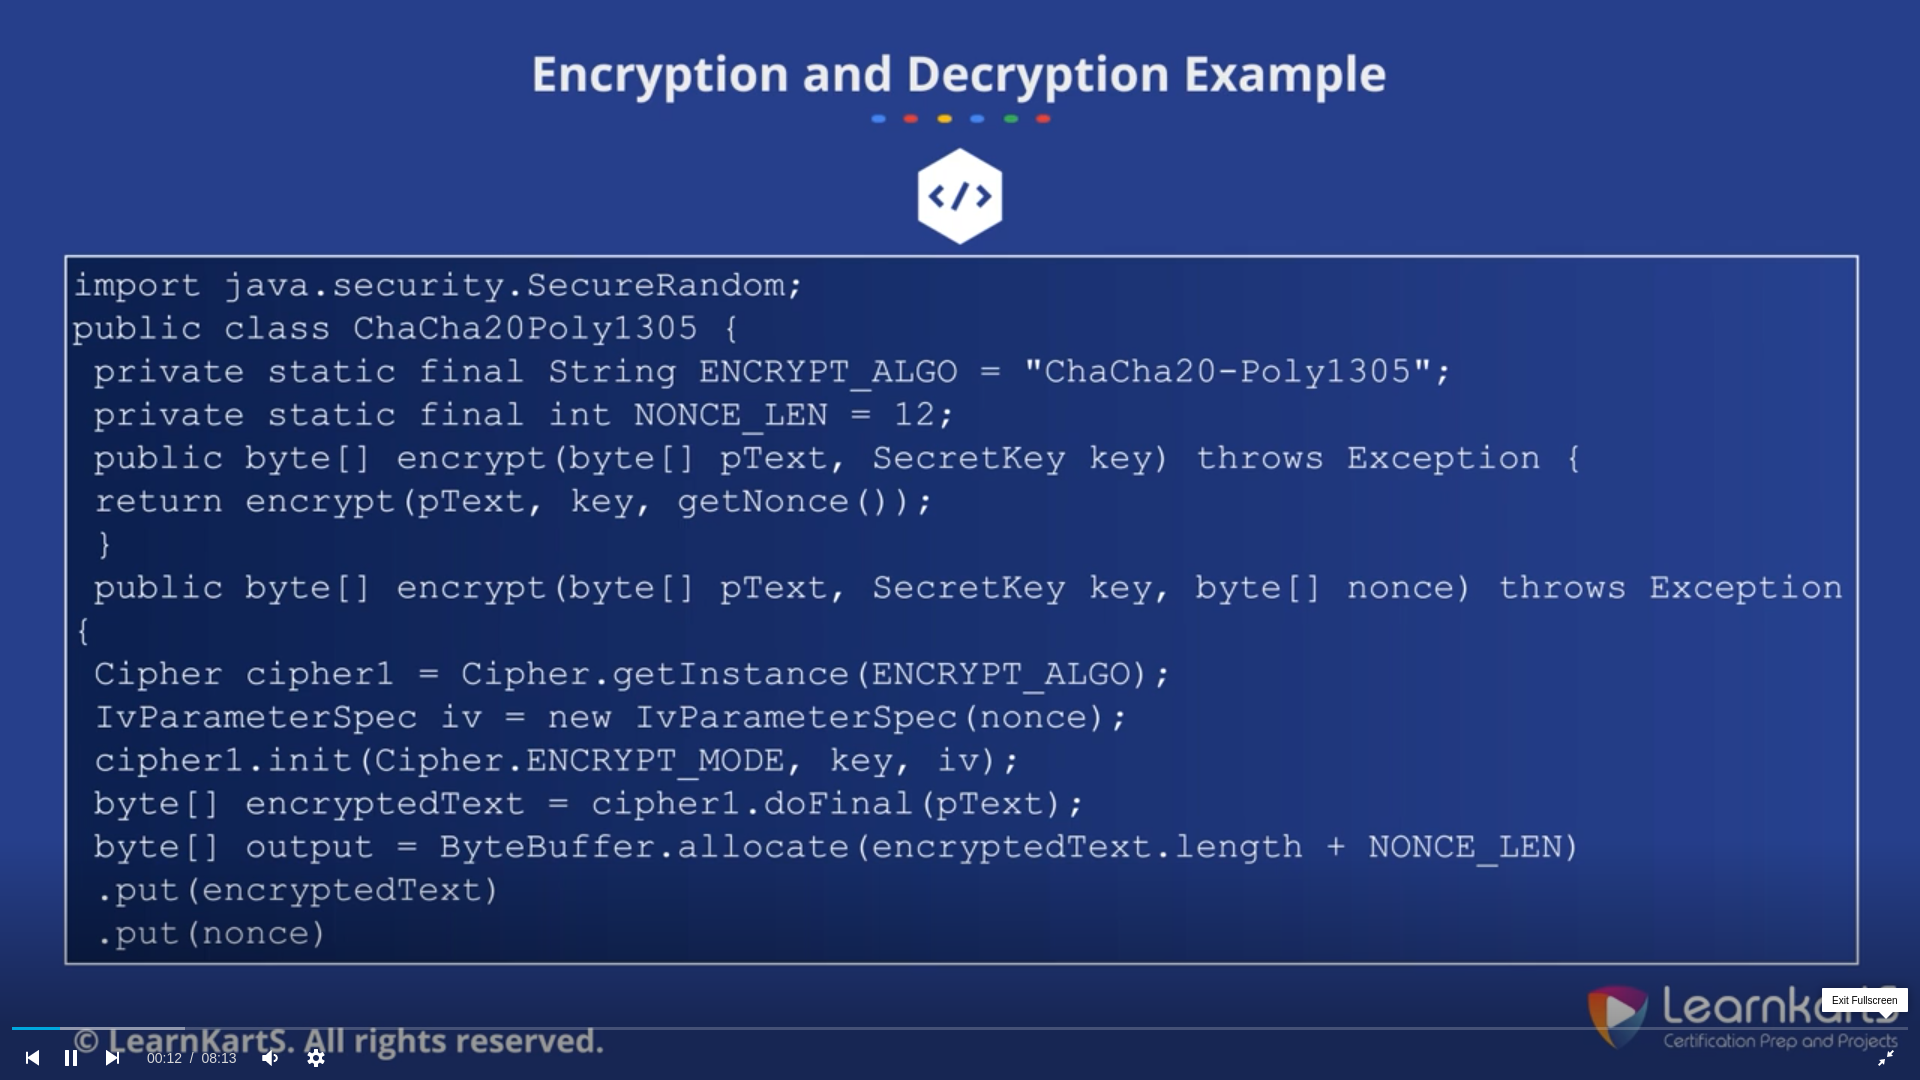 Encryption and Decryption Example
</>
import java.security.SecureRandom;
public class ChaCha20Poly1305 {
private static final String ENCRYPT_ALGO = "ChaCha20-Poly1305";
private static final int NONCE_LEN = 12;
public byte[] encrypt(byte[] pText, SecretKey key) throws Exception {
return encrypt(pText, key, getNonce());
}
public byte[] encrypt(byte[] pText, SecretKey key, byte[] nonce) throws Exception
{
Cipher cipher1 = Cipher.getInstance(ENCRYPT_ALGO);
IvParameterSpec iv = new IvParameterSpec(nonce);
cipher1.init(Cipher.ENCRYPT_MODE, key, iv);
byte[] encryptedText = cipher1.doFinal(pText);
byte[] output = ByteBuffer.allocate(encryptedText.length + NONCE_LEN)
.put(encryptedText)
.put(nonce)
Exit Fullscreen
LearnkartS
Certification Prep and Projects
© LearnKartS. All rights reserved.
00:12 / 08:13